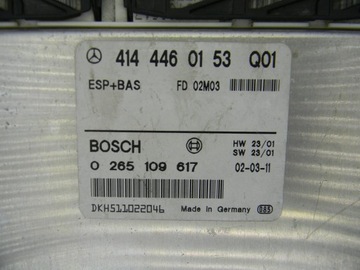 414 446 01 53 Q01
ESP+BAS FD 02M03
BOSCH HW 23/01
SW 23/01
0 265 109 617 02-03-11
DKH511022046 Made in Germany 065